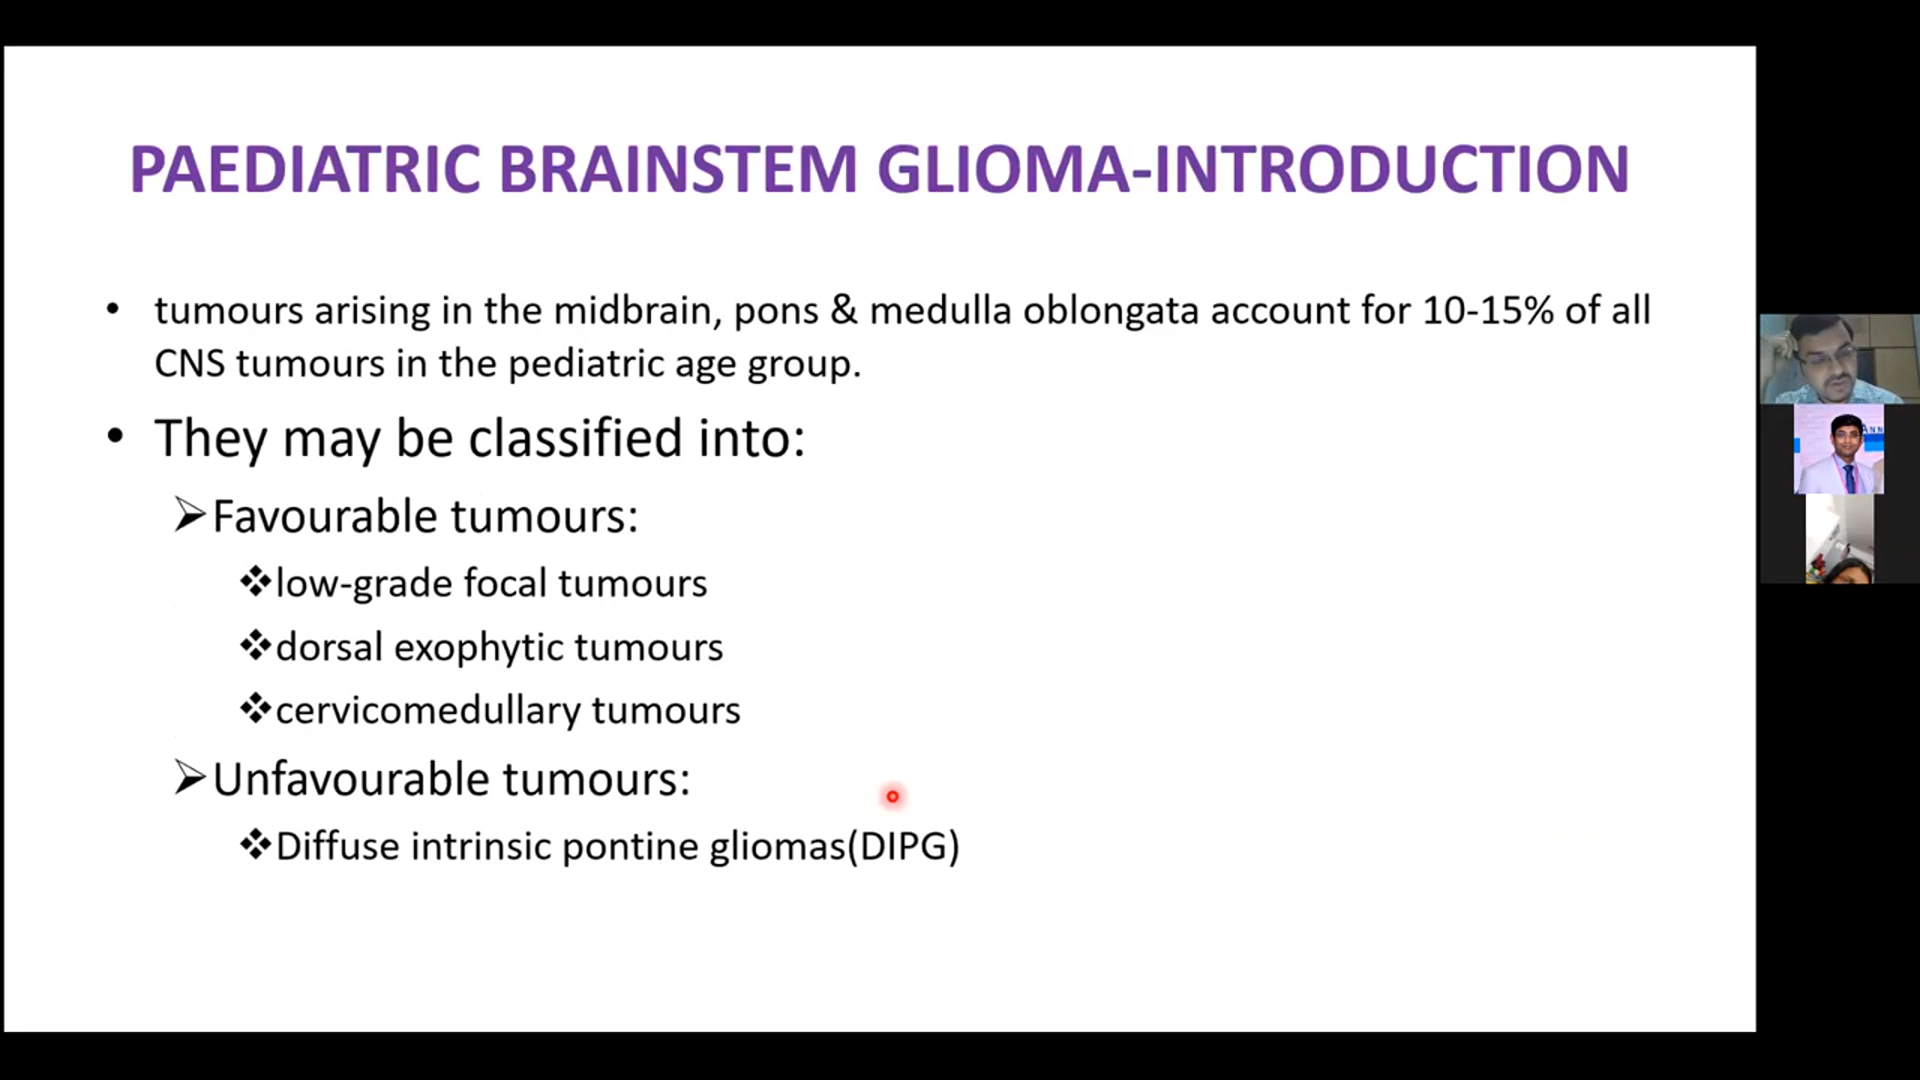 PAEDIATRIC BRAINSTEM GLIOMA-INTRODUCTION
• tumours arising in the midbrain, pons & medulla oblongata account for 10-15% of all
CNS tumours in the pediatric age group.
• They may be classified into:
➢Favourable tumours:
❖low-grade focal tumours
❖dorsal exophytic tumours
❖cervicomedullary tumours
➢Unfavourable tumours:
❖Diffuse intrinsic pontine gliomas(DIPG)